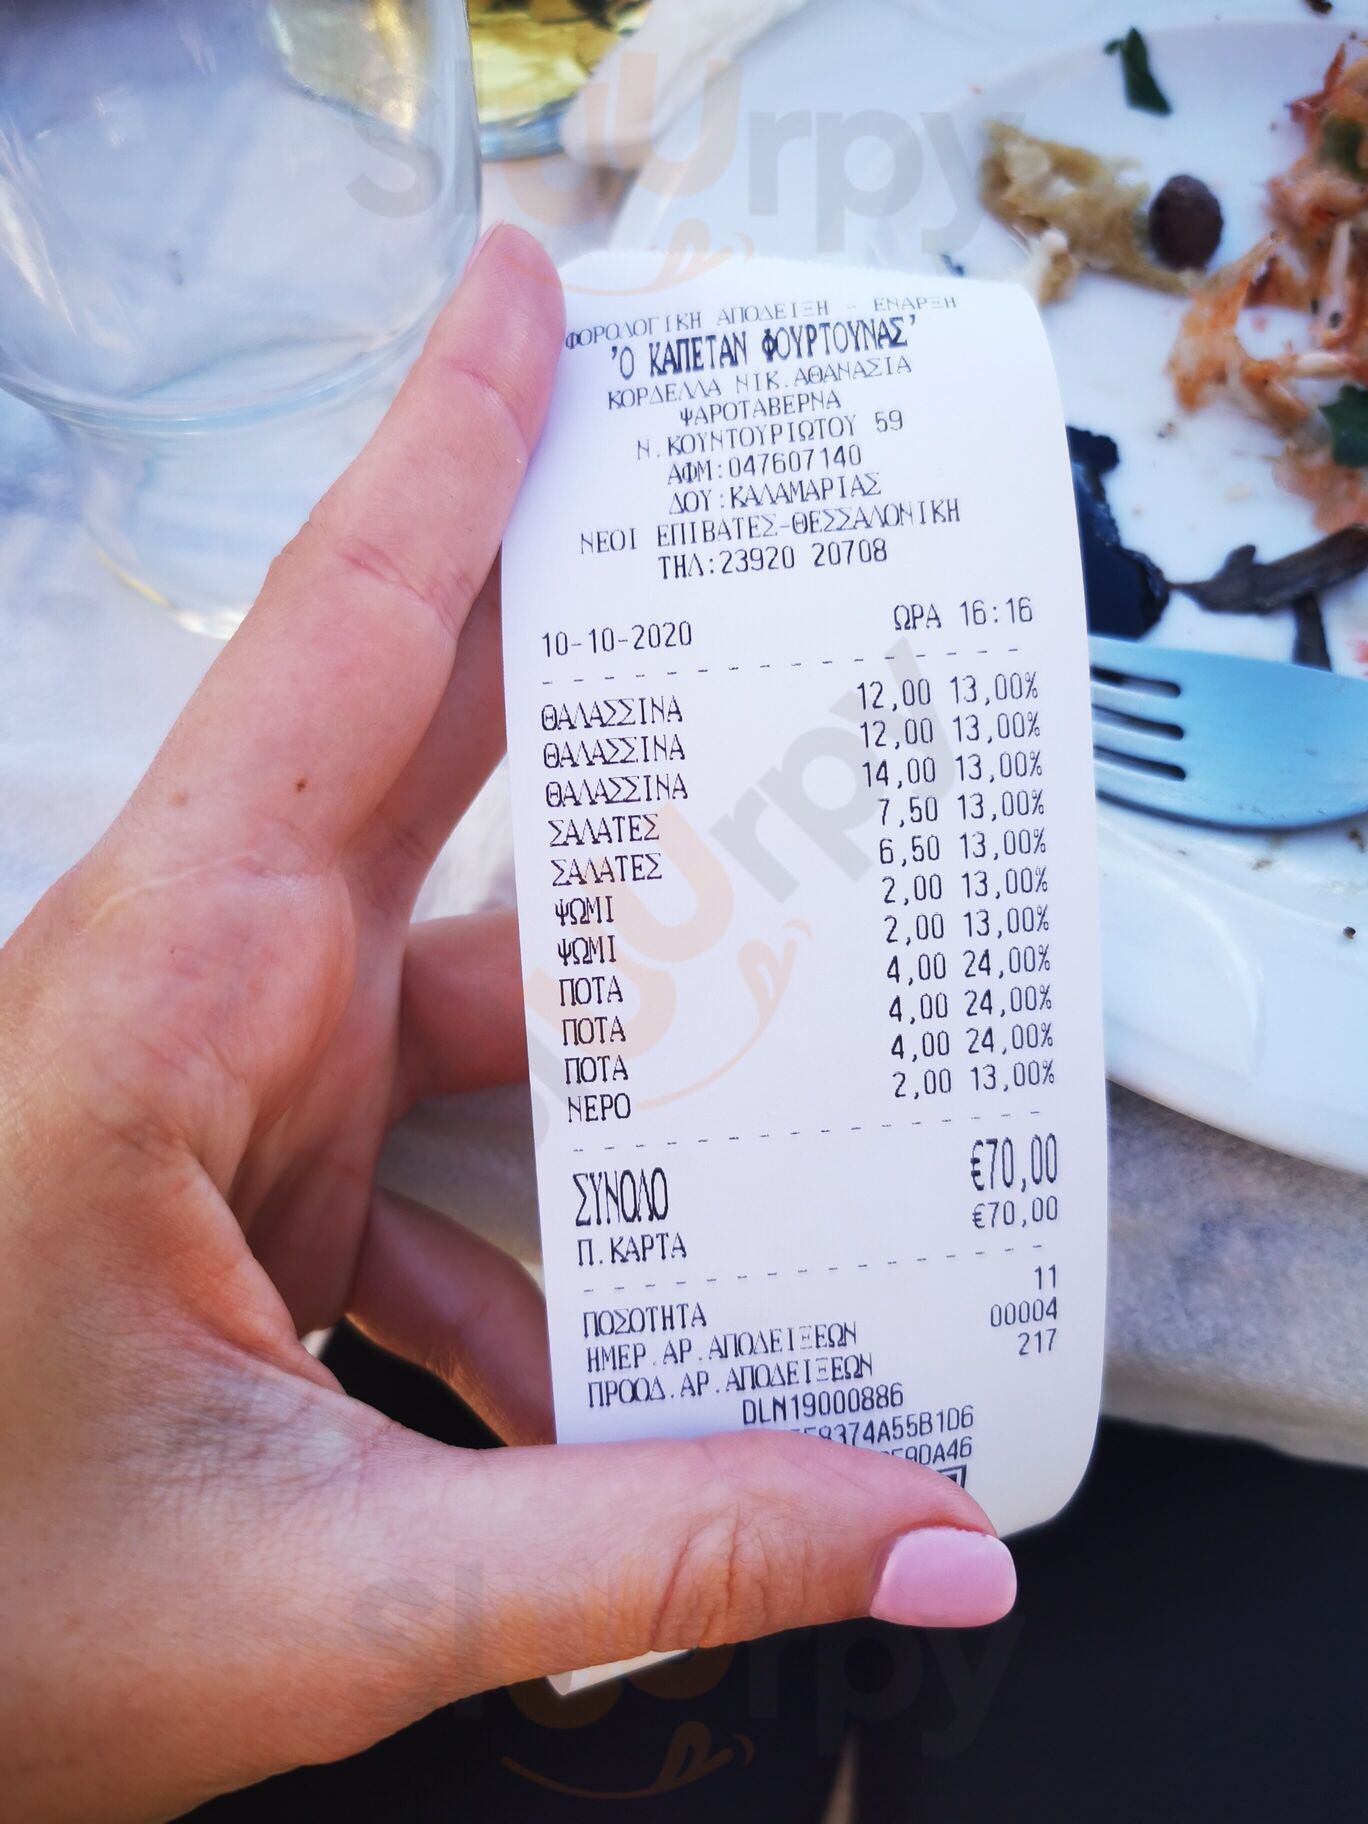 ΦΟΡΟΛΟΓΙΚΗ ΑΠΟΔΕΙΞΗ - ΕΝΑΡΞΗ
'Ο ΚΑΠΕΤΑΝ ΦΟΥΡΤΟΥΝΑΣ'
ΚΟΡΔΕΛΛΑ ΝΙΚ.ΑΘΑΝΑΣΙΑ
ΨΑΡΟΤΑΒΕΡΝΑ
Ν.ΚΟΥΝΤΟΥΡΙΩΤΟΥ 59
ΑΦΜ:047607140
ΔΟΥ:ΚΑΛΑΜΑΡΙΑΣ
ΝΕΟΙ ΕΠΙΒΑΤΕΣ-ΘΕΣΣΑΛΟΝΙΚΗ
ΤΗΛ:23920 20708
10-10-2020 ΩΡΑ 16:16
ΘΑΛΑΣΣΙΝΑ 12,00 13,00%
ΘΑΛΑΣΣΙΝΑ 12,00 13,00%
ΘΑΛΑΣΣΙΝΑ 14,00 13,00%
ΣΑΛΑΤΕΣ 7,50 13,00%
ΣΑΛΑΤΕΣ 6,50 13,00%
ΨΩΜΙ 2,00 13,00%
ΨΩΜΙ 2,00 13,00%
ΠΟΤΑ 4,00 24,00%
ΠΟΤΑ 4,00 24,00%
ΠΟΤΑ 4,00 24,00%
ΝΕΡΟ 2,00 13,00%
ΣΥΝΟΛΟ €70,00
Π.ΚΑΡΤΑ €70,00
ΠΟΣΟΤΗΤΑ 11
ΗΜΕΡ.ΑΡ.ΑΠΟΔΕΙΞΕΩΝ 00004
ΠΡΟΟΔ.ΑΡ.ΑΠΟΔΕΙΞΕΩΝ 217
DLN19000886
Slurpy
Slurpy
Slurpy